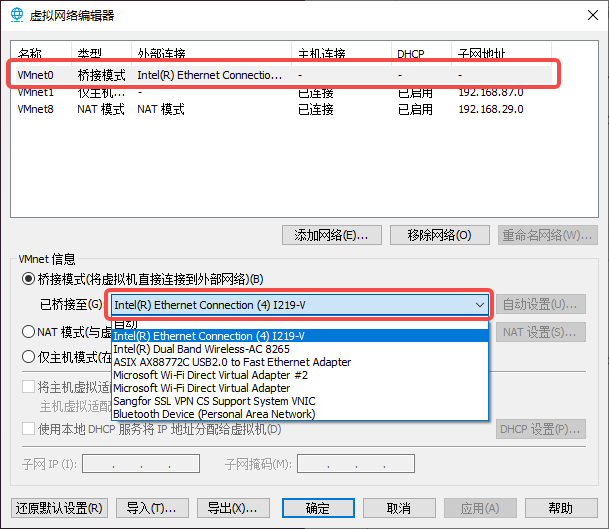 虚拟网络编辑器
名称 类型 外部连接 主机连接 DHCP 子网地址
VMnet0 桥接模式 Intel(R) Ethernet Connectio... - - -
VMnet1 仅主机... - 已连接 已启用 192.168.87.0
VMnet8 NAT 模式 NAT 模式 已连接 已启用 192.168.29.0
添加网络(E)... 移除网络(O) 重命名网络(W)...
VMnet 信息
桥接模式(将虚拟机直接连接到外部网络)(B)
已桥接至(G) Intel(R) Ethernet Connection (4) I219-V 自动设置(U)...
自动
NAT 模式(与虚 Intel(R) Ethernet Connection (4) I219-V NAT 设置(S)...
Intel(R) Dual Band Wireless-AC 8265
仅主机模式(在 ASIX AX88772C USB2.0 to Fast Ethernet Adapter
Microsoft Wi-Fi Direct Virtual Adapter #2
将主机虚拟适配 Microsoft Wi-Fi Direct Virtual Adapter
主机虚拟适配 Sangfor SSL VPN CS Support System VNIC
Bluetooth Device (Personal Area Network)
使用本地 DHCP 服务将 IP 地址分配给虚拟机(D) DHCP 设置(P)...
子网 IP (I): . . . 子网掩码(M): . . .
还原默认设置(R) 导入(T)... 导出(X)... 确定 取消 应用(A) 帮助